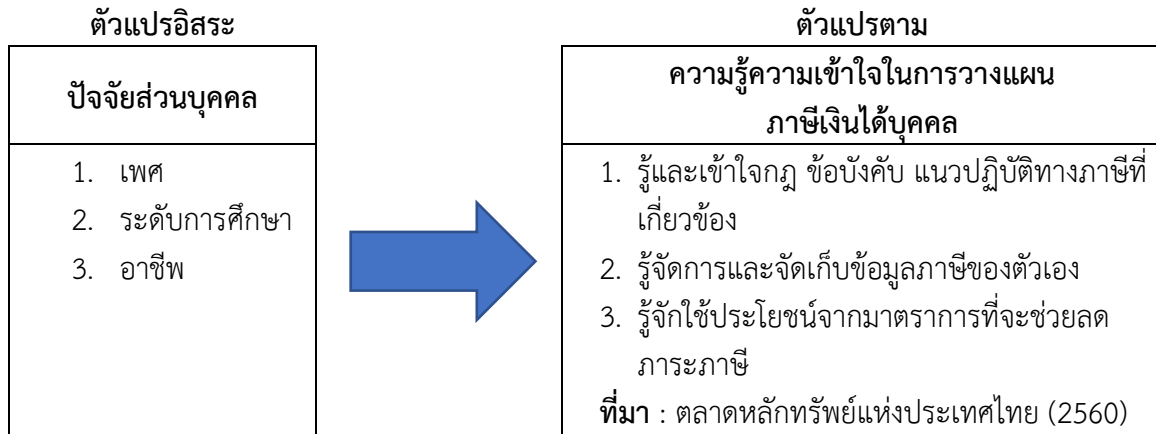 ตัวแปรอิสระ
ปัจจัยส่วนบุคคล
1. เพศ
2. ระดับการศึกษา
3. อาชีพ
ตัวแปรตาม
ความรู้ความเข้าใจในการวางแผน
ภาษีเงินได้บุคคล
1. รู้และเข้าใจกฎ ข้อบังคับ แนวปฏิบัติทางภาษีที่
เกี่ยวข้อง
2. รู้จัดการและจัดเก็บข้อมูลภาษีของตัวเอง
3. รู้จักใช้ประโยชน์จากมาตราการที่จะช่วยลด
ภาระภาษี
ที่มา : ตลาดหลักทรัพย์แห่งประเทศไทย (2560)